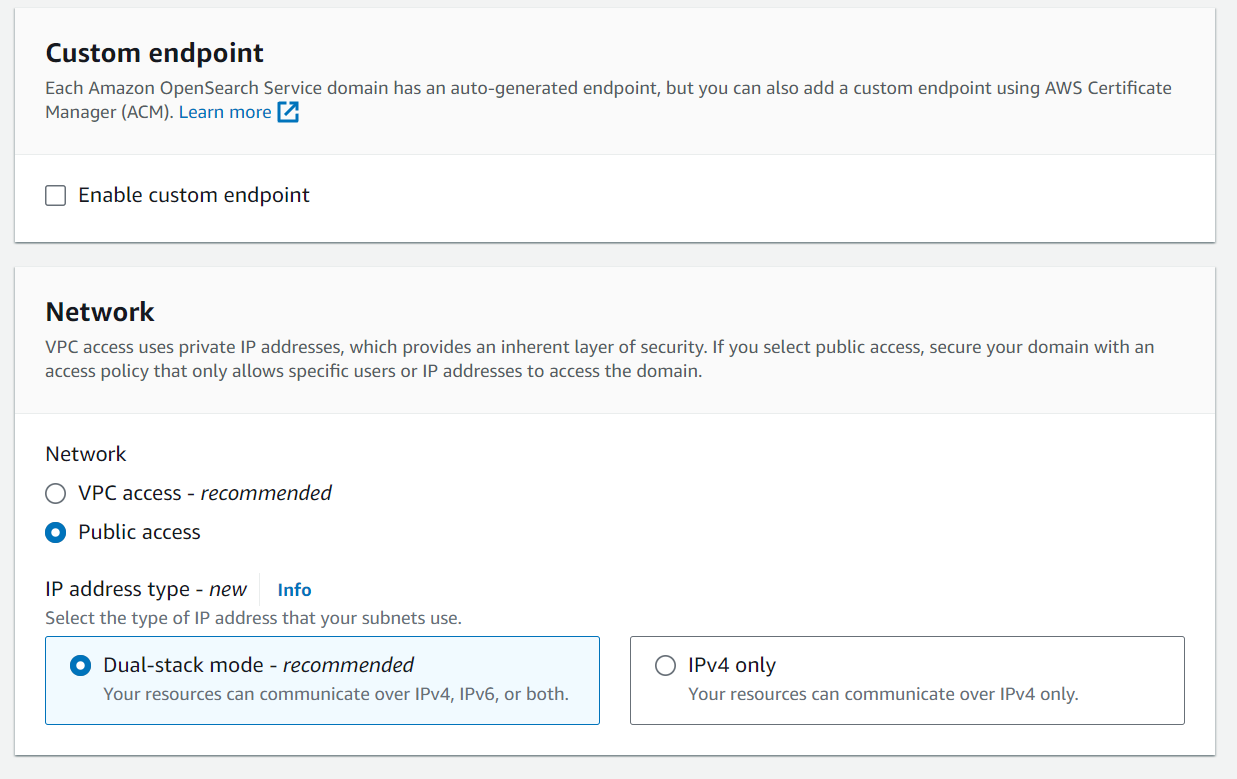 Custom endpoint
Each Amazon OpenSearch Service domain has an auto-generated endpoint, but you can also add a custom endpoint using AWS Certificate
Manager (ACM). Learn more
Enable custom endpoint
Network
VPC access uses private IP addresses, which provides an inherent layer of security. If you select public access, secure your domain with an
access policy that only allows specific users or IP addresses to access the domain.
Network
VPC access - recommended
Public access
IP address type - new Info
Select the type of IP address that your subnets use.
Dual-stack mode - recommended
Your resources can communicate over IPv4, IPv6, or both.
IPv4 only
Your resources can communicate over IPv4 only.